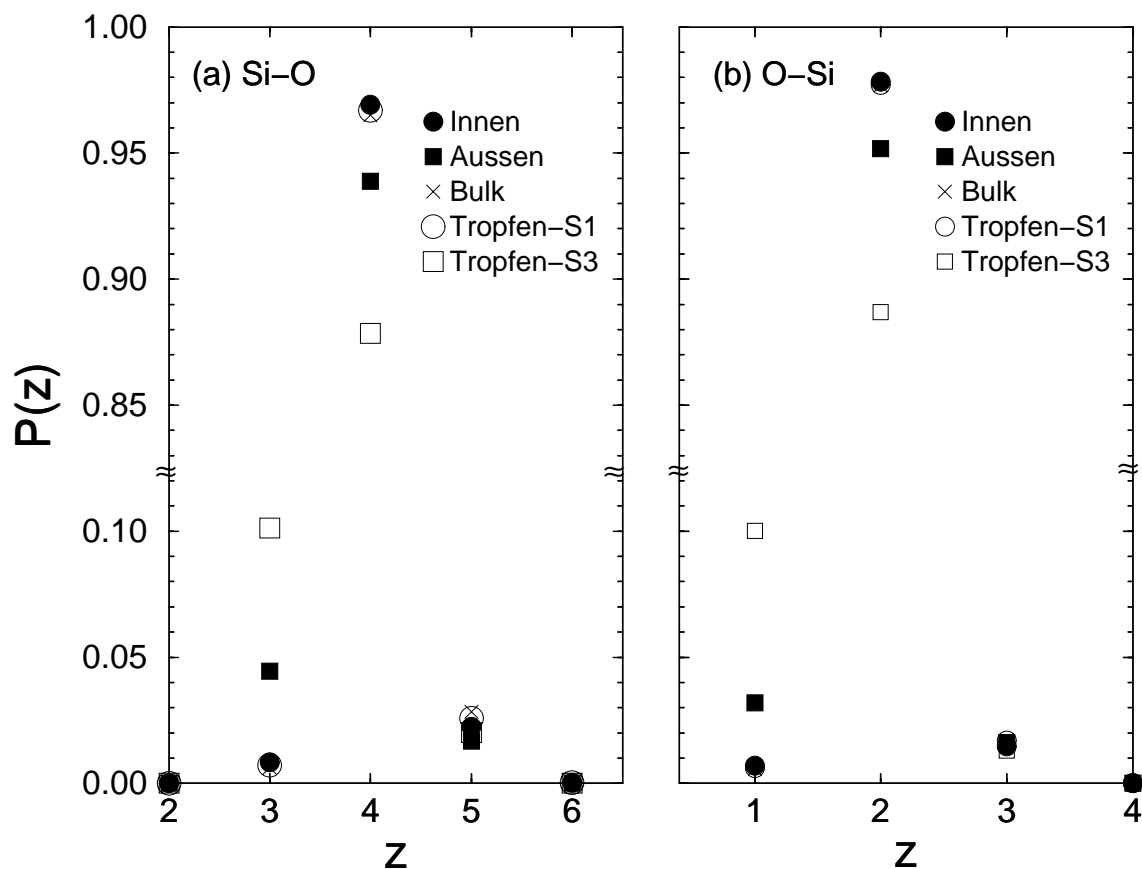 P(z)
1.00
0.95
0.90
0.85
0.10
0.05
0.00
(a) Si–O
Innen
Aussen
Bulk
Tropfen–S1
Tropfen–S3
2 3 4 5 6
z
(b) O–Si
Innen
Aussen
Bulk
Tropfen–S1
Tropfen–S3
1 2 3 4
z